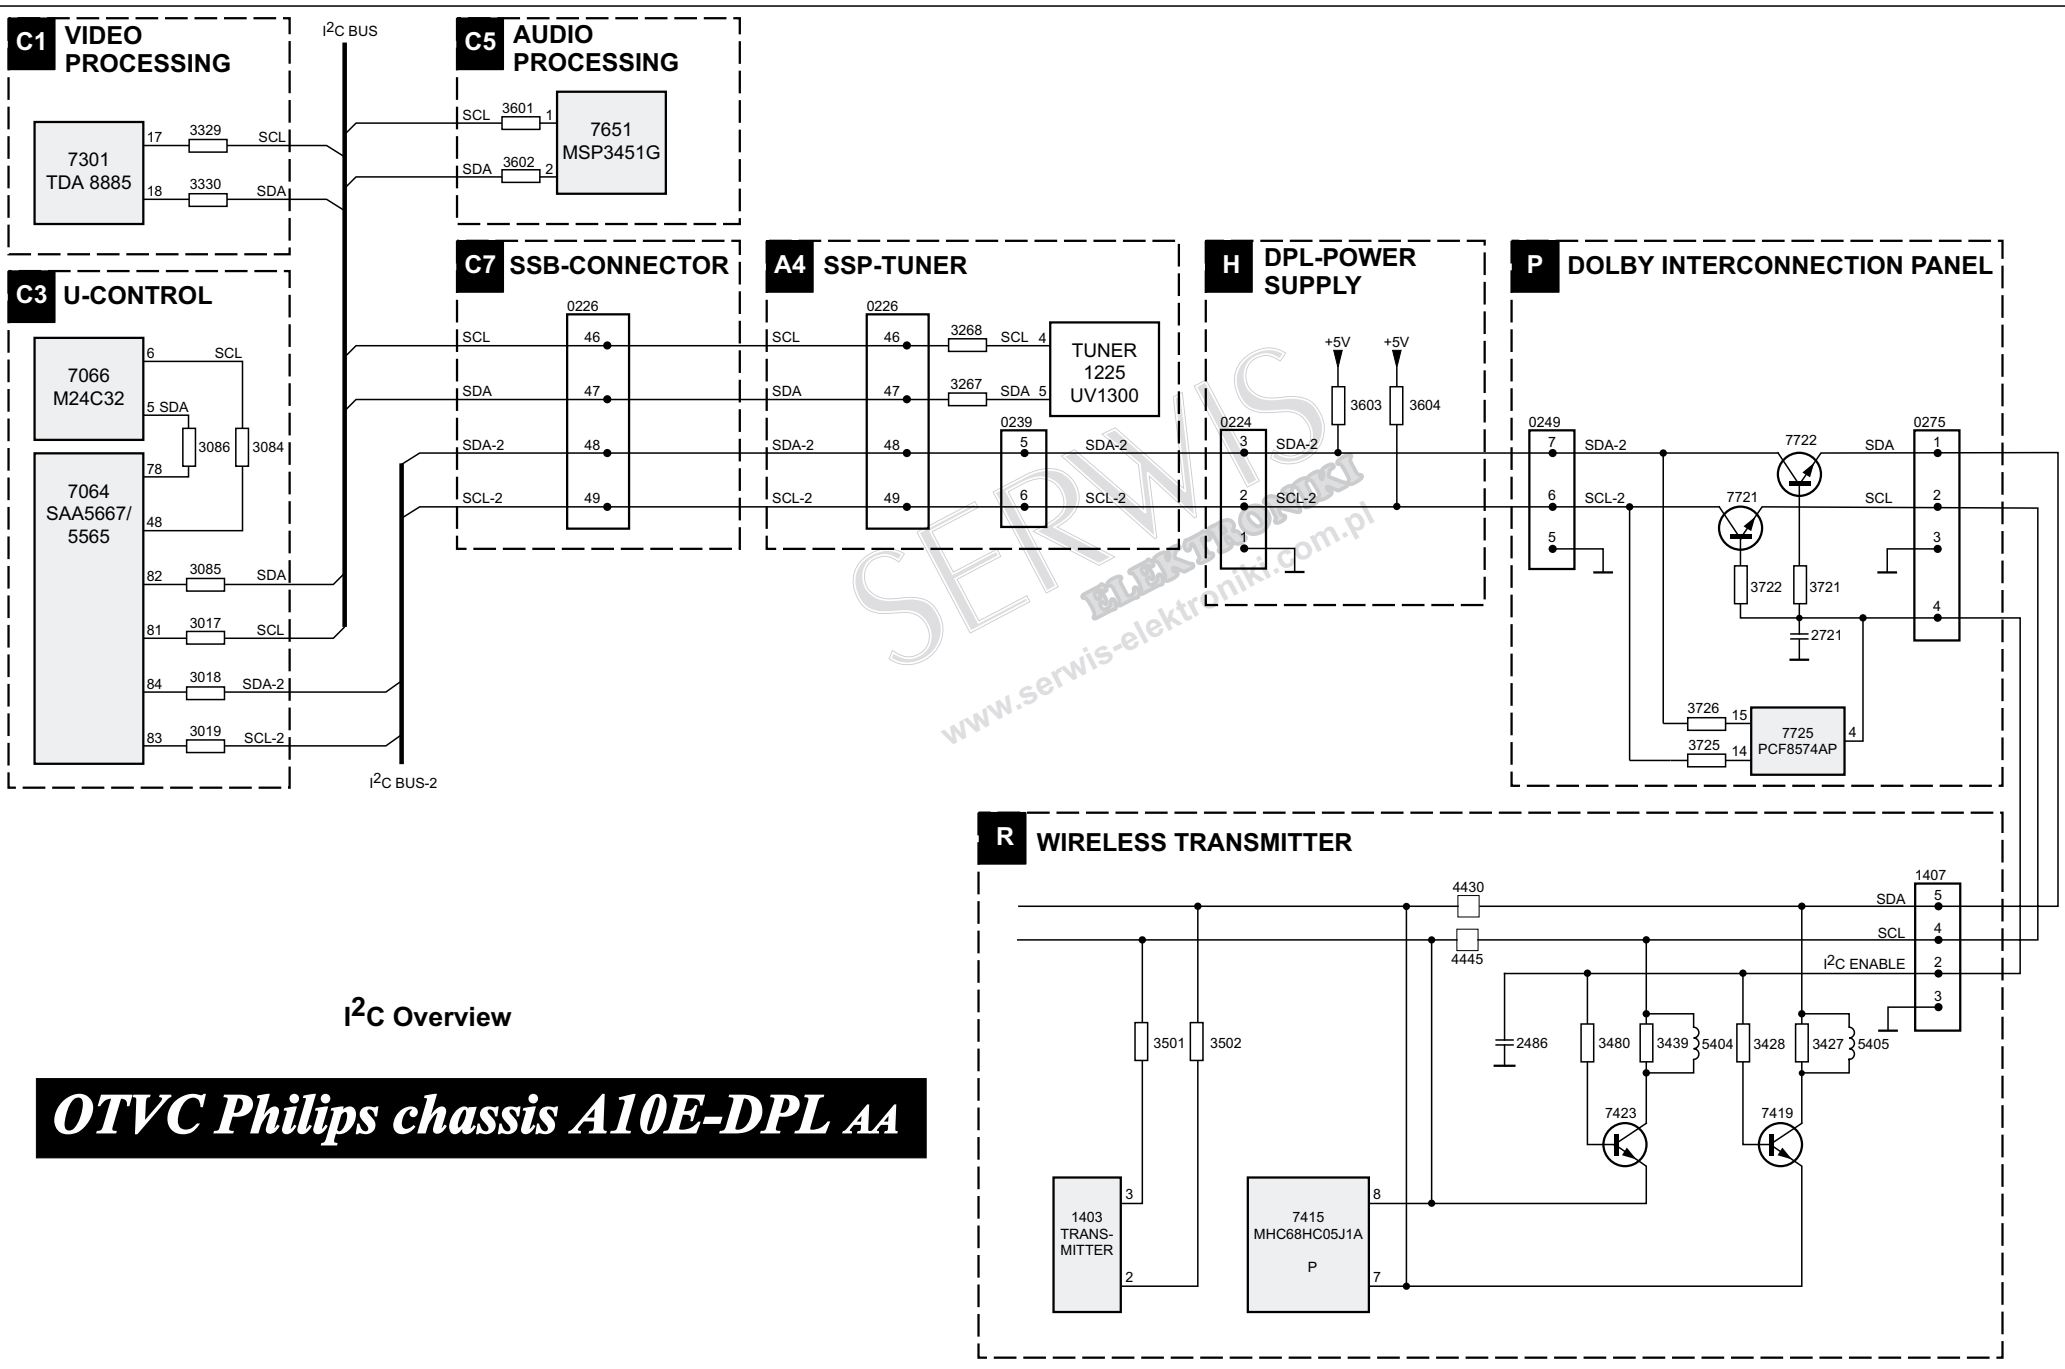 C1 VIDEO
PROCESSING
7301
TDA 8885
17 3329 SCL
18 3330 SDA
I2C BUS
C5 AUDIO
PROCESSING
SCL 3601 1
SDA 3602 2
7651
MSP3451G
C3 U-CONTROL
7066
M24C32
6 SCL
5 SDA
3086 3084
78
48
7064
SAA5667/
5565
82 3085 SDA
81 3017 SCL
84 3018 SDA-2
83 3019 SCL-2
I2C BUS-2
C7 SSB-CONNECTOR
0226
SCL 46
SDA 47
SDA-2 48
SCL-2 49
A4 SSP-TUNER
0226
SCL 46 3268 SCL 4
SDA 47 3267 SDA 5
TUNER
1225
UV1300
0239
SDA-2 48 5 SDA-2
SCL-2 49 6 SCL-2
H DPL-POWER
SUPPLY
+5V +5V
3603 3604
0224
3 SDA-2
2 SCL-2
1
P DOLBY INTERCONNECTION PANEL
0249 7722 0275
7 SDA-2 SDA 1
6 SCL-2 7721 SCL 2
5 3
3722 3721
4
2721
3726 15
3725 14
7725
PCF8574AP
4
SERWIS
ELEKTRONIKI
www.serwis-elektroniki.com.pl
R WIRELESS TRANSMITTER
4430
4445
1407
SDA 5
SCL 4
I2C ENABLE 2
3
3501 3502
2486 3480 3439 5404 3428 3427 5405
7423 7419
1403
TRANS-
MITTER
3
2
7415
MHC68HC05J1A
P
8
7
I2C Overview
OTVC Philips chassis A10E-DPL AA